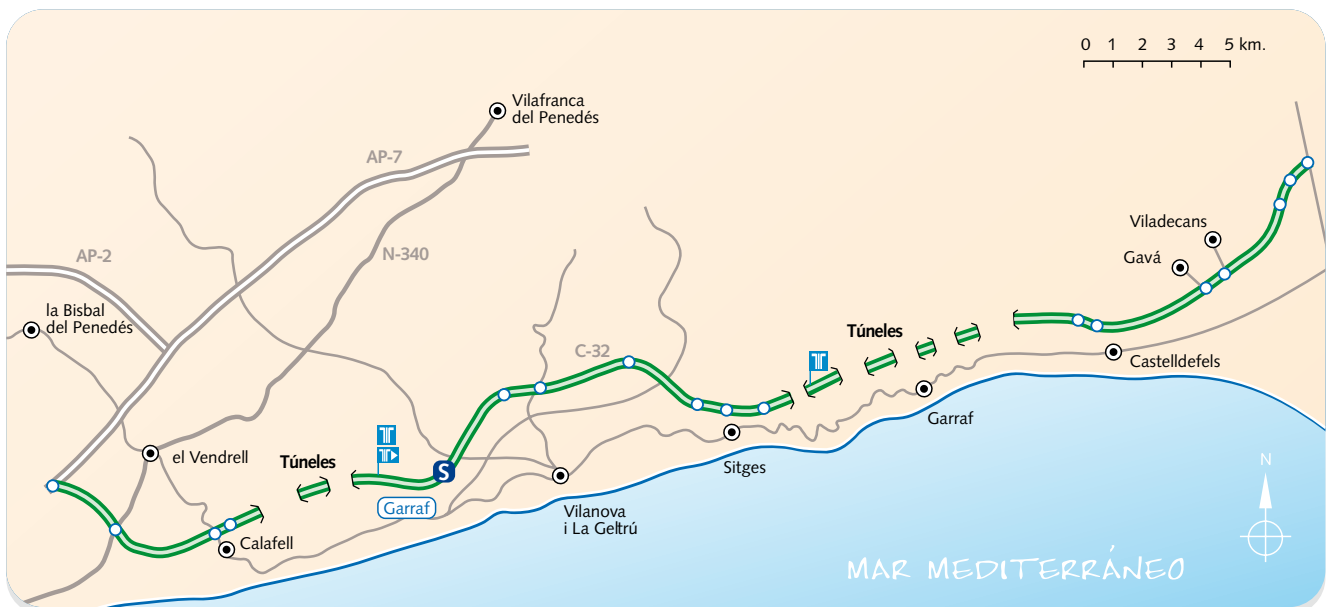 0 1 2 3 4 5 km.
Vilafranca
del Penedés
AP-7
Viladecans
AP-2
N-340
Gavá
la Bisbal
del Penedés
Túneles
C-32
T
Castelldefels
Garraf
T
el Vendrell
T
Túneles
S
Sitges
N
Garraf
Vilanova
i La Geltrú
Calafell
MAR MEDITERRÁNEO